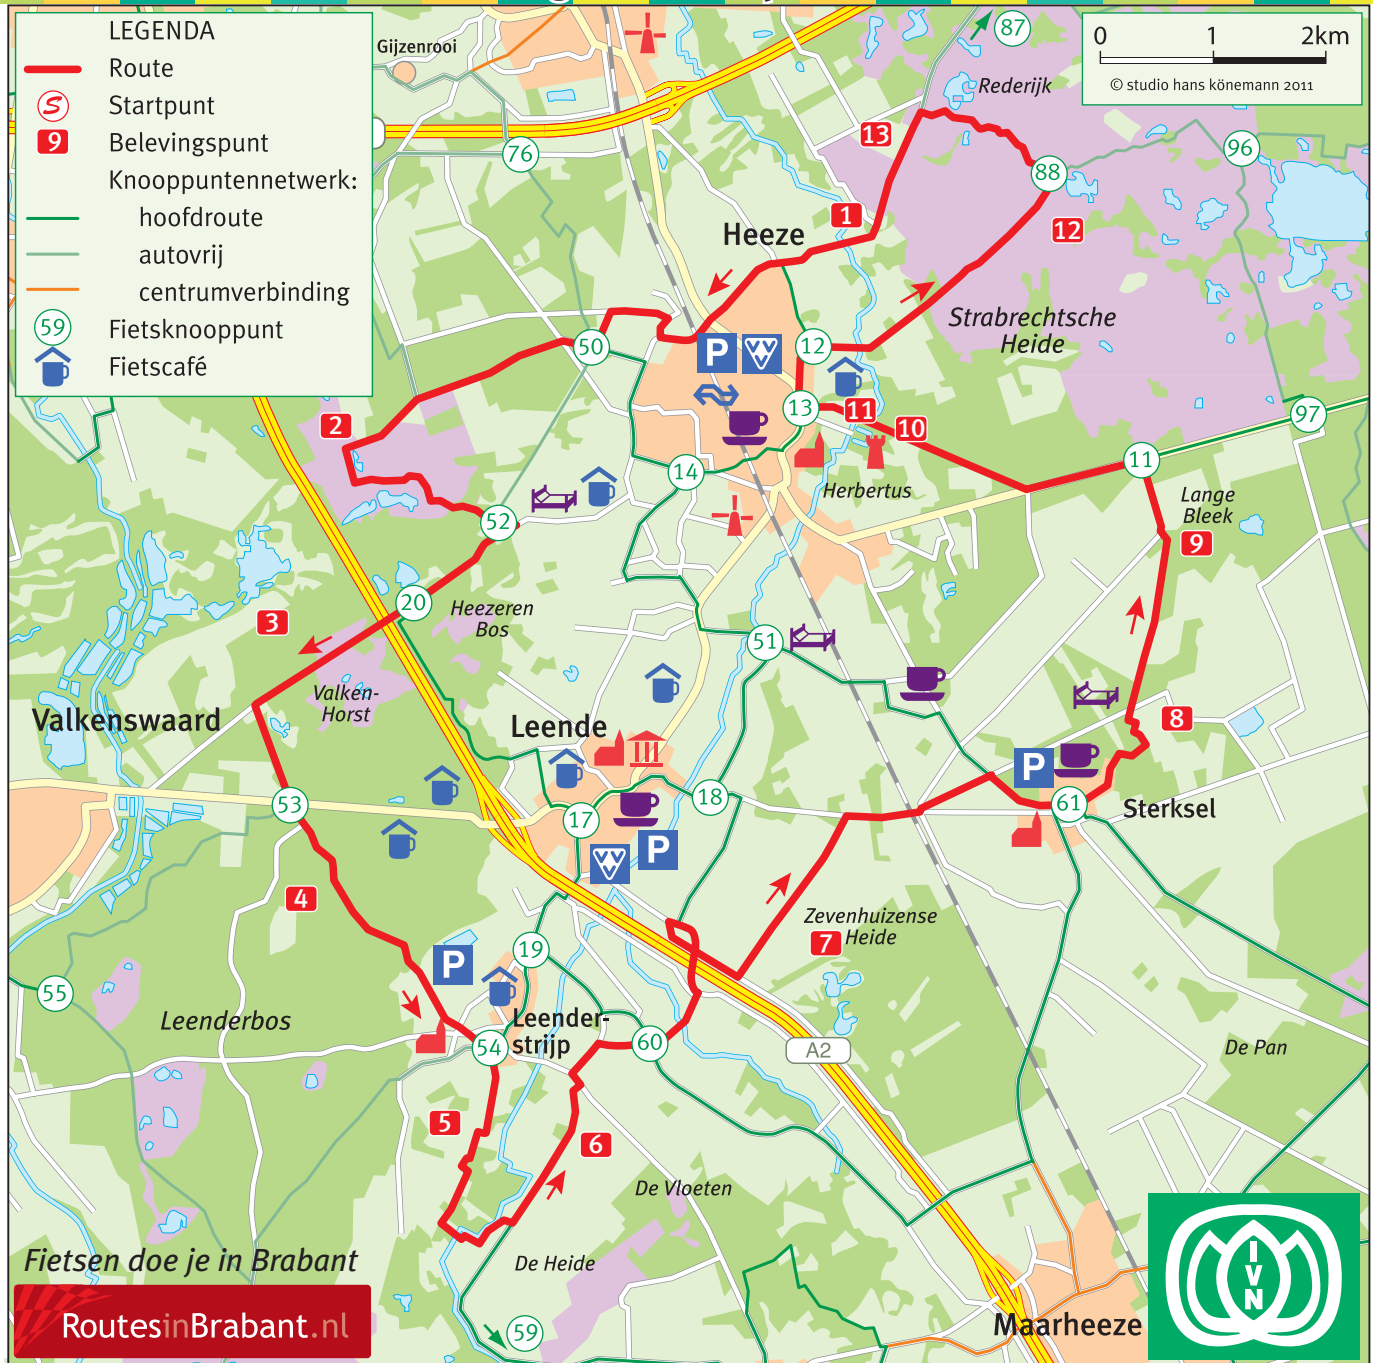 LEGENDA
Route
S Startpunt
9 Belevingspunt
Knooppuntennetwerk:
hoofdroute
autovrij
centrumverbinding
59 Fietsknooppunt
Fietscafé
Gijzenrooi
87
0 1 2km
© studio hans könemann 2011
Rederijk
76
13
96
88
1
12
Heeze
Strabrechtsche
Heide
50
P
VVV
12
97
13
11
10
2
11
14
Herbertus
Lange
Bleek
9
52
20
Heezeren
Bos
3
51
Valken-
Horst
Valkenswaard
Leende
8
P
53
17
18
61
Sterksel
VVV
P
4
Zevenhuizense
Heide
7
P
19
55
Leenderbos
Leender-
strijp
54
60
A2
De Pan
5
6
De Vloeten
Fietsen doe je in Brabant
De Heide
RoutesinBrabant.nl
59
Maarheeze
IVN